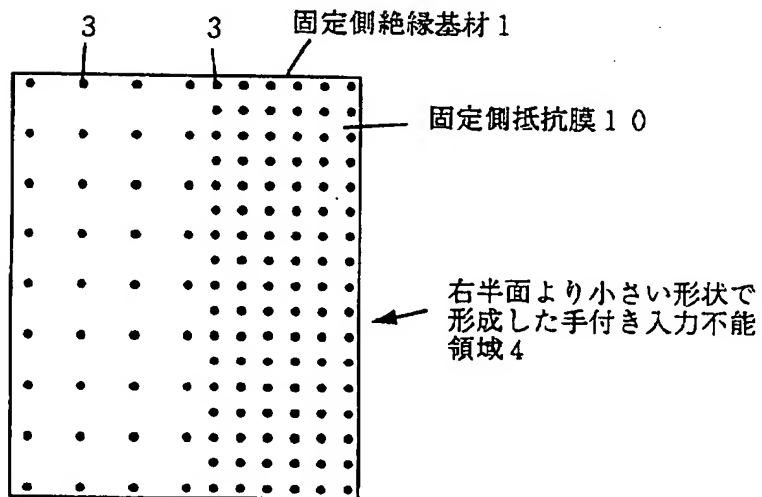 3
3
固定側絶縁基材1
固定側抵抗膜10
右半面より小さい形状で
形成した手付き入力不能
領域4